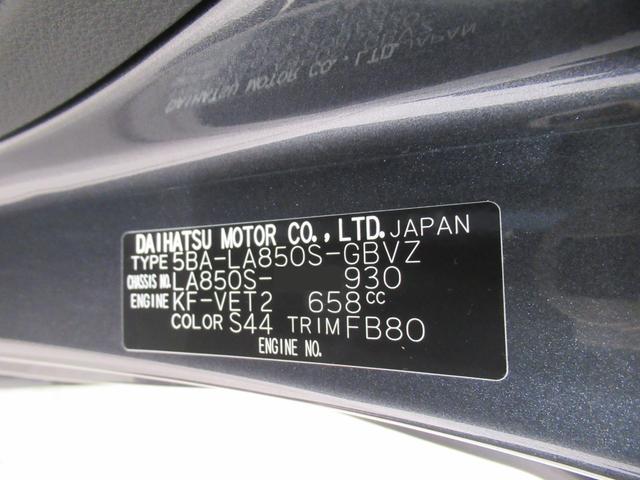 DAIHATSU MOTOR CO., LTD. JAPAN
TYPE 5BA-LA850S-GBVZ
CHASSIS NO. LA850S- 930
ENGINE KF-VET2 658cc
COLOR S44 TRIM FB80
ENGINE NO.